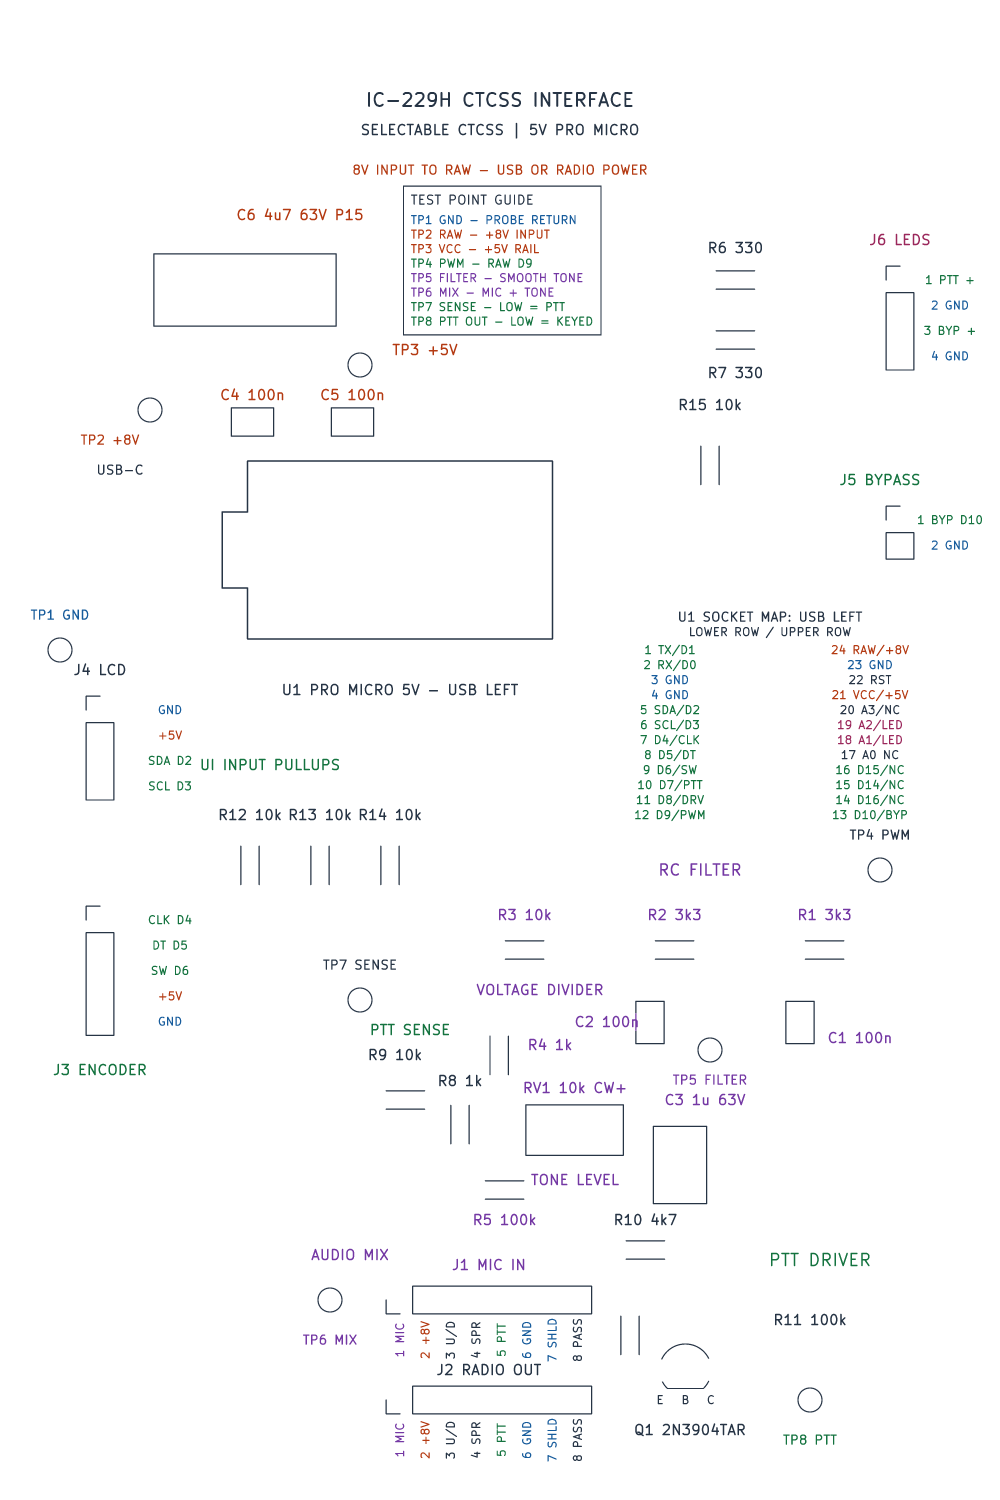 IC-229H CTCSS INTERFACE
SELECTABLE CTCSS | 5V PRO MICRO
8V INPUT TO RAW - USB OR RADIO POWER
TEST POINT GUIDE
TP1 GND - PROBE RETURN
TP2 RAW - +8V INPUT
TP3 VCC - +5V RAIL
TP4 PWM - RAW D9
TP5 FILTER - SMOOTH TONE
TP6 MIX - MIC + TONE
TP7 SENSE - LOW = PTT
TP8 PTT OUT - LOW = KEYED
C6 4u7 63V P15
TP3 +5V
C4 100n
C5 100n
TP2 +8V
USB-C
R6 330
R7 330
R15 10k
J6 LEDS
1 PTT +
2 GND
3 BYP +
4 GND
J5 BYPASS
1 BYP D10
2 GND
TP1 GND
J4 LCD
GND
+5V
SDA D2
SCL D3
U1 PRO MICRO 5V - USB LEFT
UI INPUT PULLUPS
R12 10k
R13 10k
R14 10k
U1 SOCKET MAP: USB LEFT
LOWER ROW / UPPER ROW
1 TX/D1
2 RX/D0
3 GND
4 GND
5 SDA/D2
6 SCL/D3
7 D4/CLK
8 D5/DT
9 D6/SW
10 D7/PTT
11 D8/DRV
12 D9/PWM
24 RAW/+8V
23 GND
22 RST
21 VCC/+5V
20 A3/NC
19 A2/LED
18 A1/LED
17 A0 NC
16 D15/NC
15 D14/NC
14 D16/NC
13 D10/BYP
TP4 PWM
RC FILTER
R3 10k
R2 3k3
R1 3k3
CLK D4
DT D5
SW D6
+5V
GND
J3 ENCODER
TP7 SENSE
VOLTAGE DIVIDER
C2 100n
C1 100n
PTT SENSE
R9 10k
R4 1k
R8 1k
TP5 FILTER
RV1 10k CW+
C3 1u 63V
TONE LEVEL
R5 100k
R10 4k7
AUDIO MIX
J1 MIC IN
PTT DRIVER
TP6 MIX
1 MIC
2 +8V
3 U/D
4 SPR
5 PTT
6 GND
7 SHLD
8 PASS
R11 100k
J2 RADIO OUT
1 MIC
2 +8V
3 U/D
4 SPR
5 PTT
6 GND
7 SHLD
8 PASS
E B C
Q1 2N3904TAR
TP8 PTT